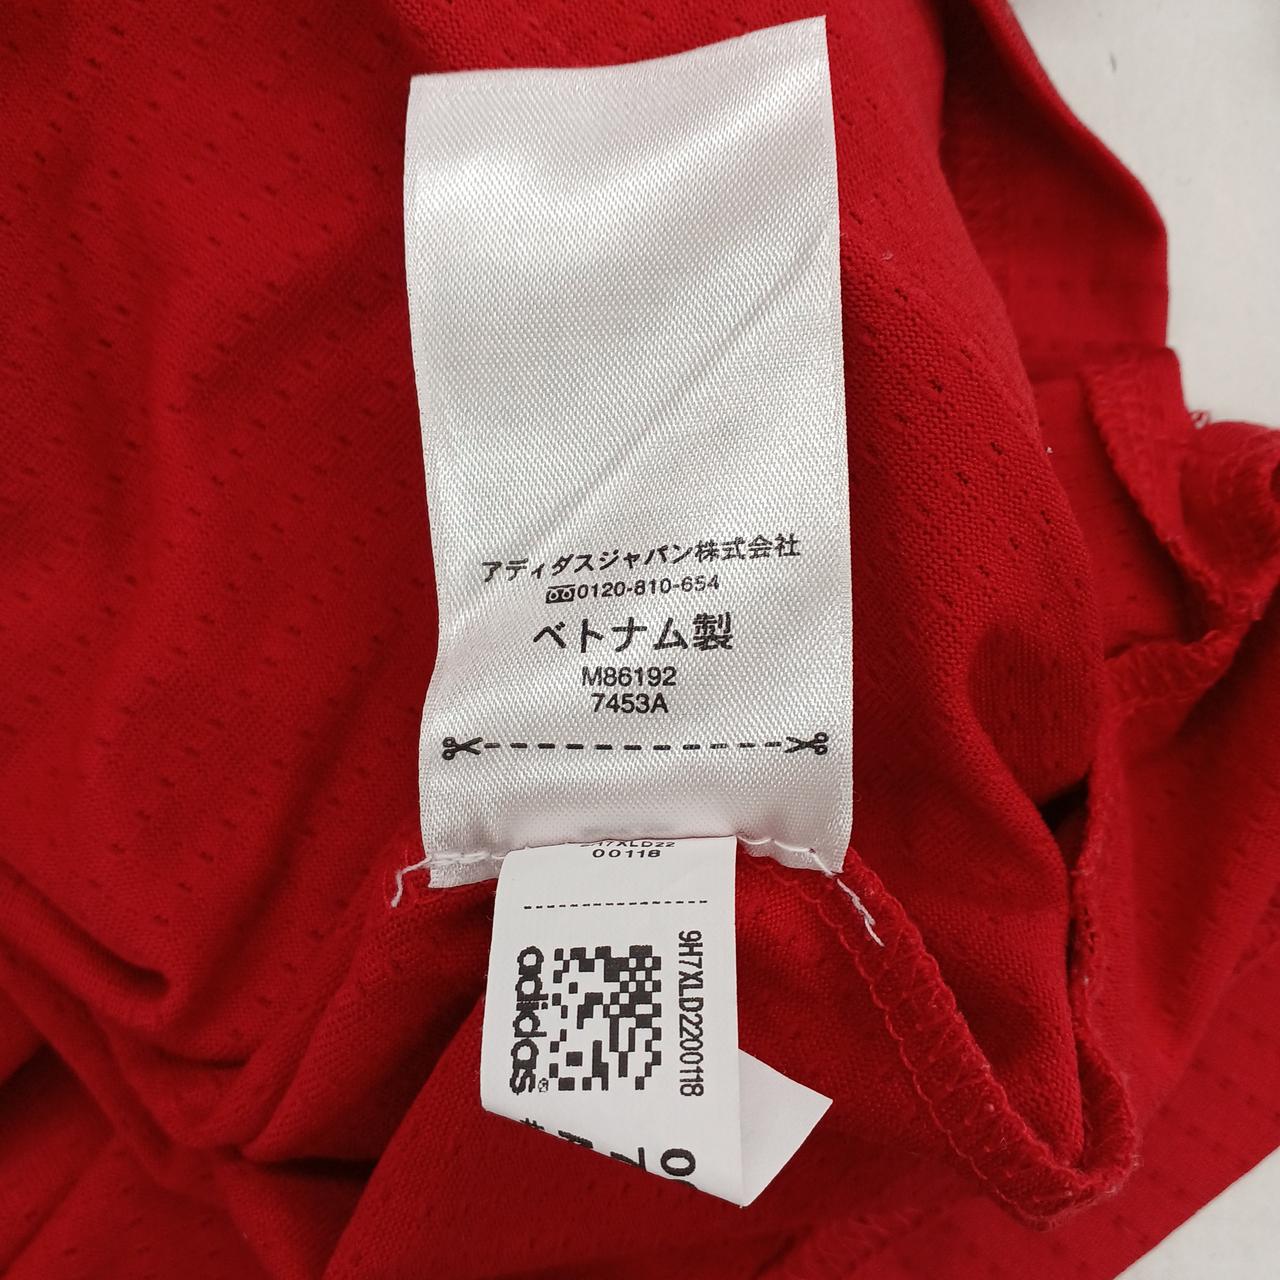 アディダスジャパン株式会社
0120-810-654
ベトナム製
M86192
7453A
00118
9H7XLD2200118
adidas